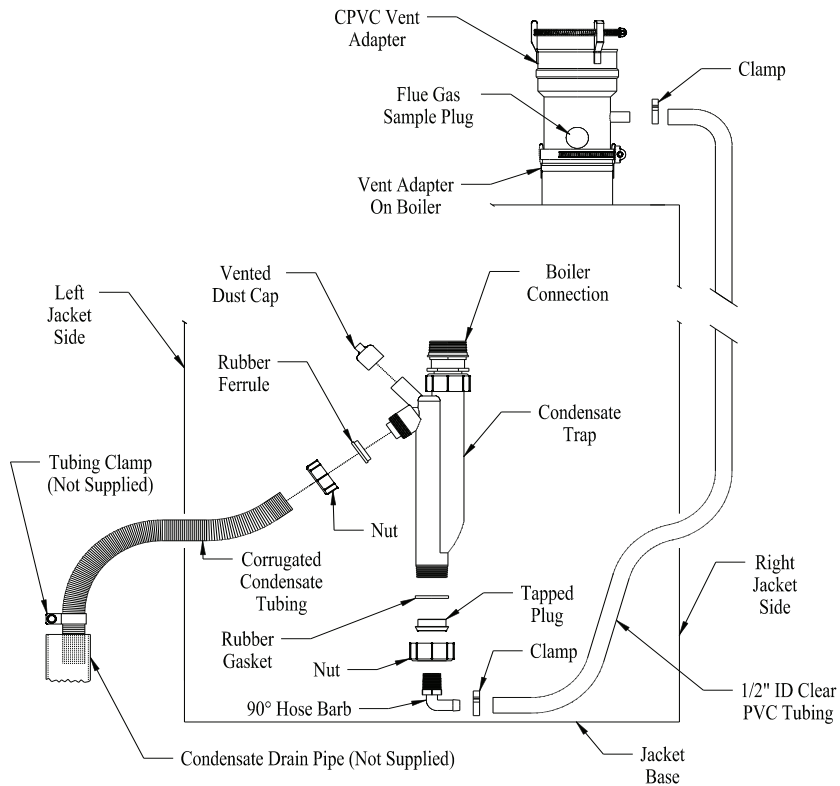 CPVC Vent
Adapter
Clamp
Flue Gas
Sample Plug
Vent Adapter
On Boiler
Vented
Dust Cap
Boiler
Connection
Left
Jacket
Side
Rubber
Ferrule
Condensate
Trap
Tubing Clamp
(Not Supplied)
Nut
Corrugated
Condensate
Tubing
Right
Jacket
Side
Tapped
Plug
Rubber
Gasket
Clamp
Nut
1/2" ID Clear
PVC Tubing
90° Hose Barb
Condensate Drain Pipe (Not Supplied)
Jacket
Base